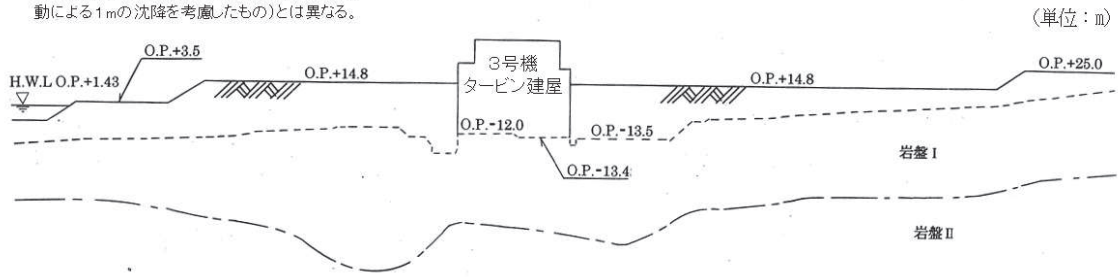 動による1mの沈降を考慮したもの)とは異なる。
(単位：m)
O.P.+3.5
H.W.L O.P.+1.43
O.P.+14.8
3号機
タービン建屋
O.P.+14.8
O.P.+25.0
O.P.-12.0
O.P.-13.5
O.P.-13.4
岩盤I
岩盤II